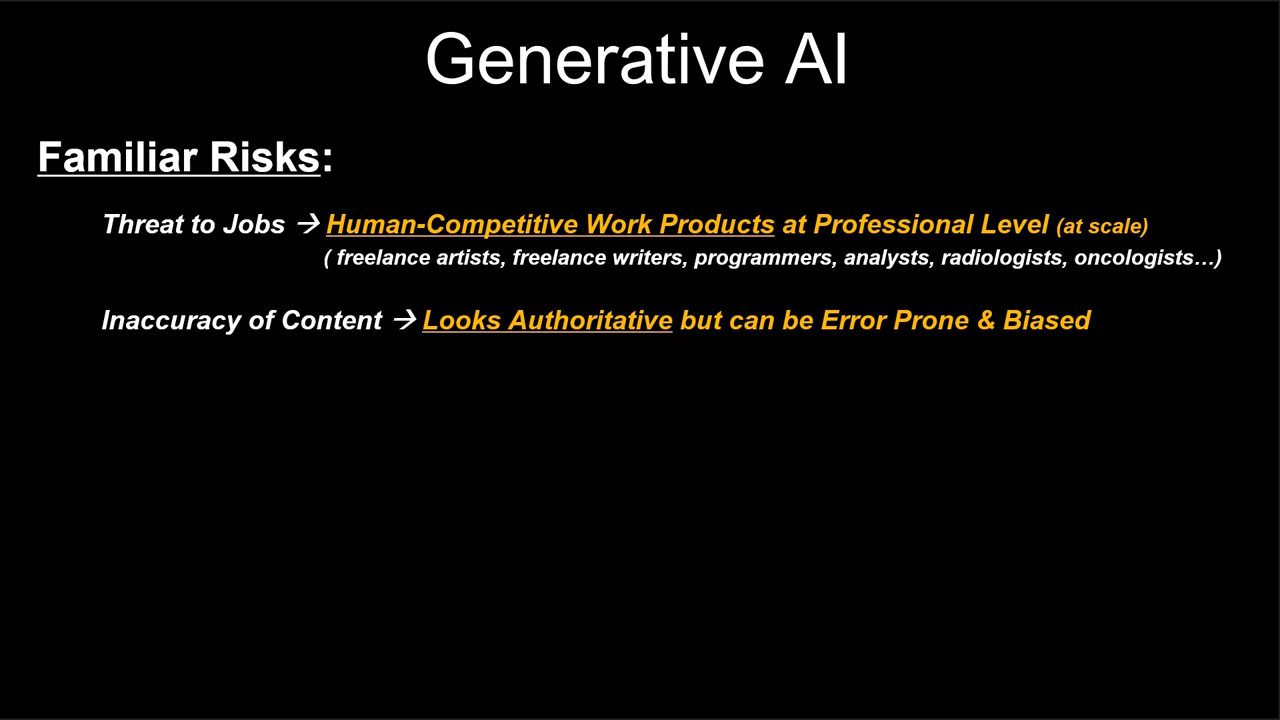 Generative AI
Familiar Risks:
Threat to Jobs → Human-Competitive Work Products at Professional Level (at scale)
( freelance artists, freelance writers, programmers, analysts, radiologists, oncologists…)
Inaccuracy of Content → Looks Authoritative but can be Error Prone & Biased